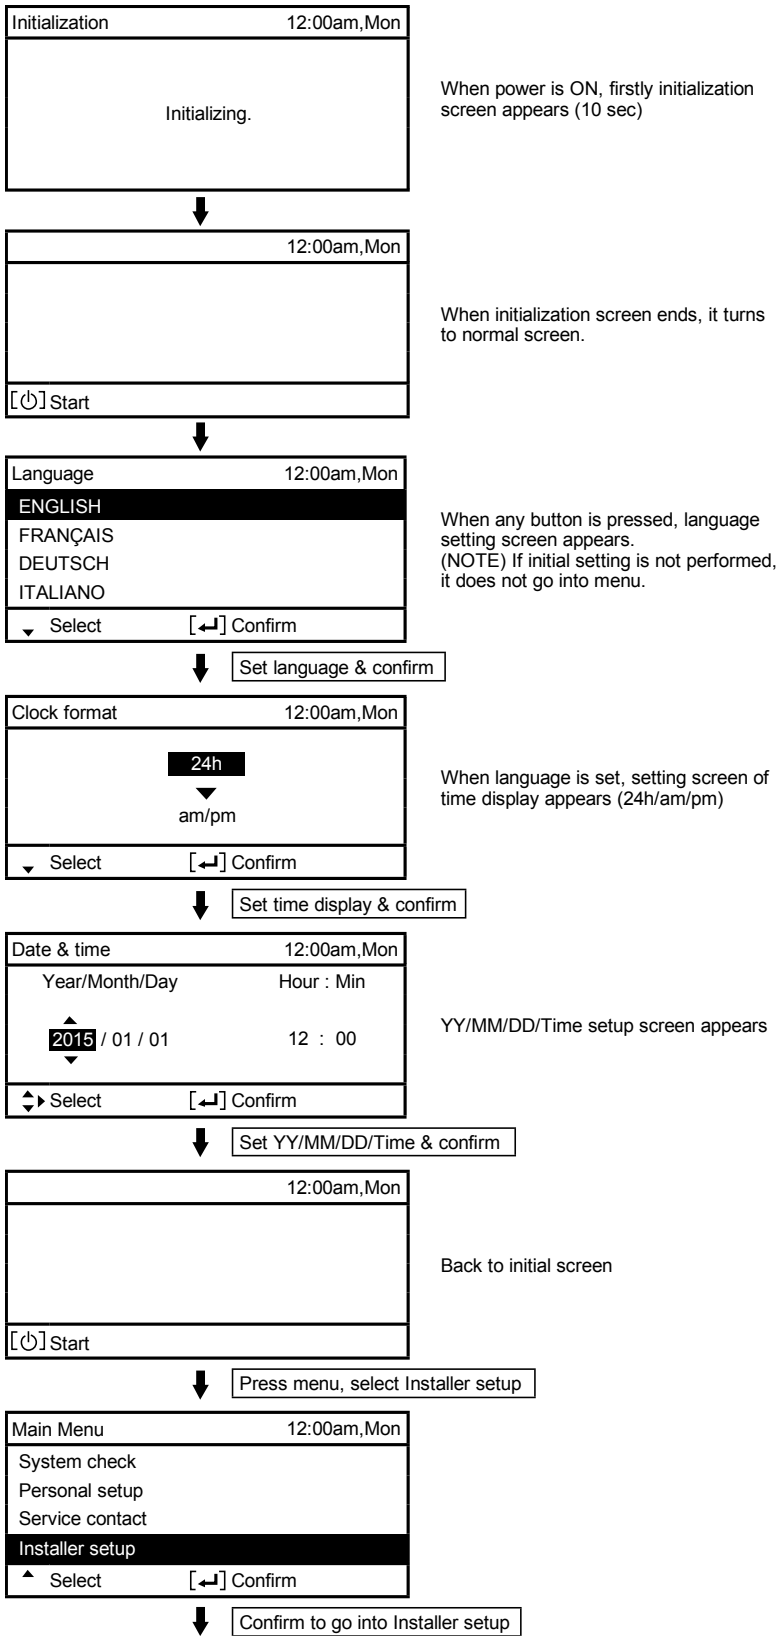 Initialization 12:00am,Mon
Initializing.
When power is ON, firstly initialization
screen appears (10 sec)
12:00am,Mon
When initialization screen ends, it turns
to normal screen.
[⏻] Start
Language 12:00am,Mon
ENGLISH
FRANÇAIS
DEUTSCH
ITALIANO
Select [↵] Confirm
When any button is pressed, language
setting screen appears.
(NOTE) If initial setting is not performed,
it does not go into menu.
Set language & confirm
Clock format 12:00am,Mon
24h
am/pm
Select [↵] Confirm
When language is set, setting screen of
time display appears (24h/am/pm)
Set time display & confirm
Date & time 12:00am,Mon
Year/Month/Day Hour : Min
2015 / 01 / 01 12 : 00
Select [↵] Confirm
YY/MM/DD/Time setup screen appears
Set YY/MM/DD/Time & confirm
12:00am,Mon
Back to initial screen
[⏻] Start
Press menu, select Installer setup
Main Menu 12:00am,Mon
System check
Personal setup
Service contact
Installer setup
Select [↵] Confirm
Confirm to go into Installer setup